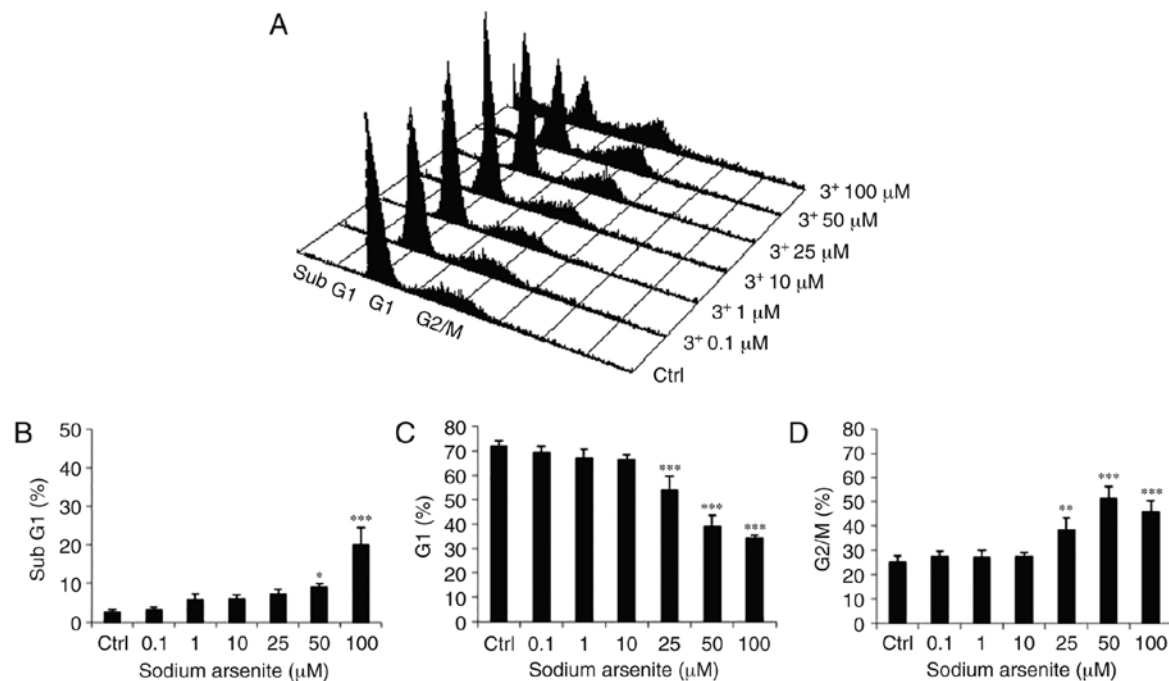 A
3⁺ 100 μM
3⁺ 50 μM
3⁺ 25 μM
3⁺ 10 μM
3⁺ 1 μM
3⁺ 0.1 μM
Ctrl
Sub G1 G1 G2/M
B
50
40
30
20
10
0
Sub G1 (%)
*
***
Ctrl 0.1 1 10 25 50 100
Sodium arsenite (μM)
C
80
70
60
50
40
30
20
10
0
G1 (%)
***
***
***
Ctrl 0.1 1 10 25 50 100
Sodium arsenite (μM)
D
80
70
60
50
40
30
20
10
0
G2/M (%)
**
***
***
Ctrl 0.1 1 10 25 50 100
Sodium arsenite (μM)